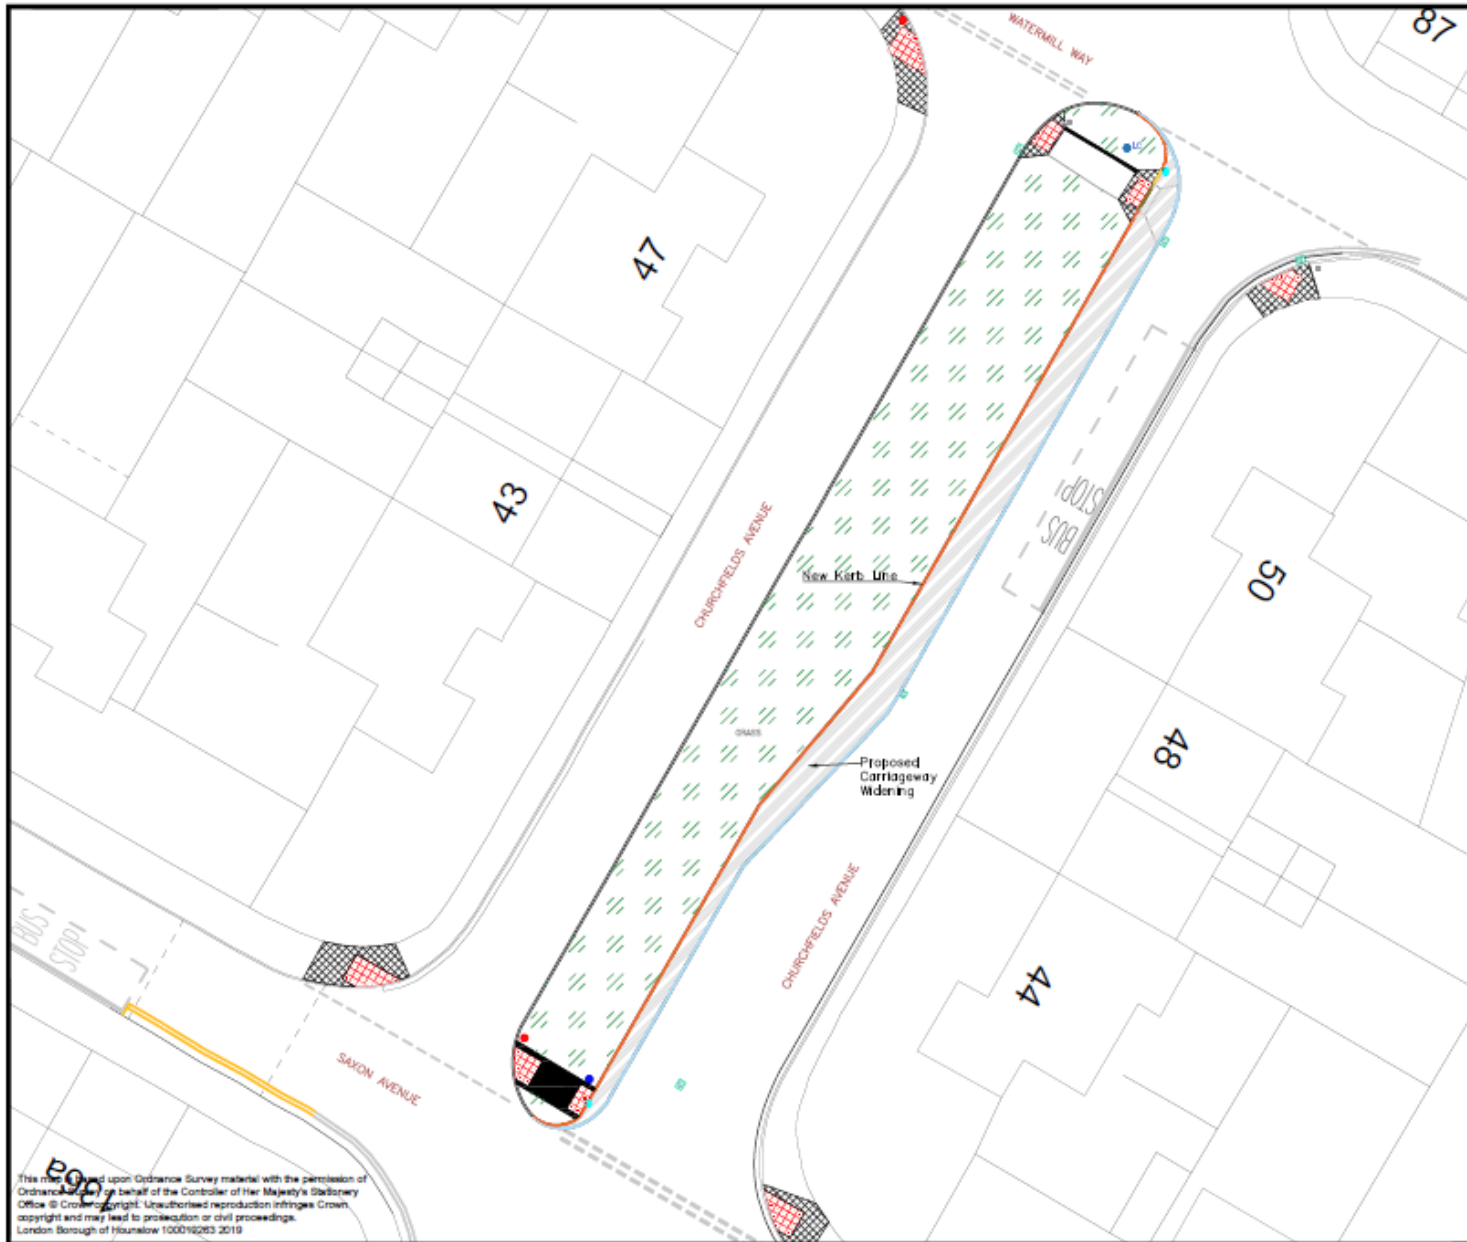 WATERMILL WAY
87
LC
47
43
CHURCHFIELDS AVENUE
New Kerb Line
BUS
STOP
50
48
GRASS
Proposed
Carriageway
Widening
CHURCHFIELDS AVENUE
44
BUS
STOP
SAXON AVENUE
136a
This map is based upon Ordnance Survey material with the permission of
Ordnance Survey on behalf of the Controller of Her Majesty's Stationery
Office © Crown copyright. Unauthorised reproduction infringes Crown
copyright and may lead to prosecution or civil proceedings.
London Borough of Hounslow 100019263 2019